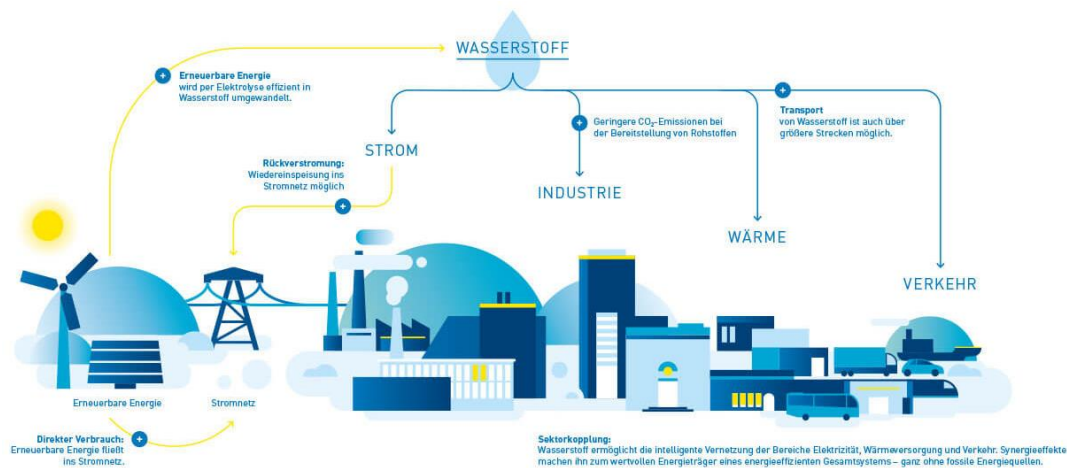 WASSERSTOFF
Erneuerbare Energie
wird per Elektrolyse effizient in
Wasserstoff umgewandelt.
Geringere CO₂-Emissionen bei
der Bereitstellung von Rohstoffen
Transport
von Wasserstoff ist auch über
größere Strecken möglich.
STROM
Rückverstromung:
Wiedereinspeisung ins
Stromnetz möglich
INDUSTRIE
WÄRME
VERKEHR
Erneuerbare Energie
Stromnetz
Direkter Verbrauch:
Erneuerbare Energie fließt
ins Stromnetz.
Sektorkopplung:
Wasserstoff ermöglicht die intelligente Vernetzung der Bereiche Elektrizität, Wärmeversorgung und Verkehr. Synergieeffekte
machen ihn zum wertvollen Energieträger eines energieeffizienten Gesamtsystems – ganz ohne fossile Energiequellen.